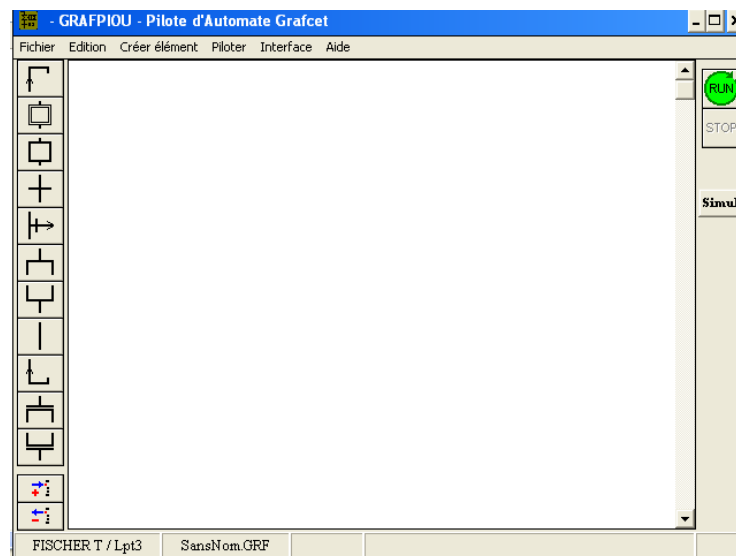 - GRAFPIOU - Pilote d'Automate Grafcet
Fichier Edition Créer élément Piloter Interface Aide
RUN
STOP
Simul
FISCHER T / Lpt3 SansNom.GRF